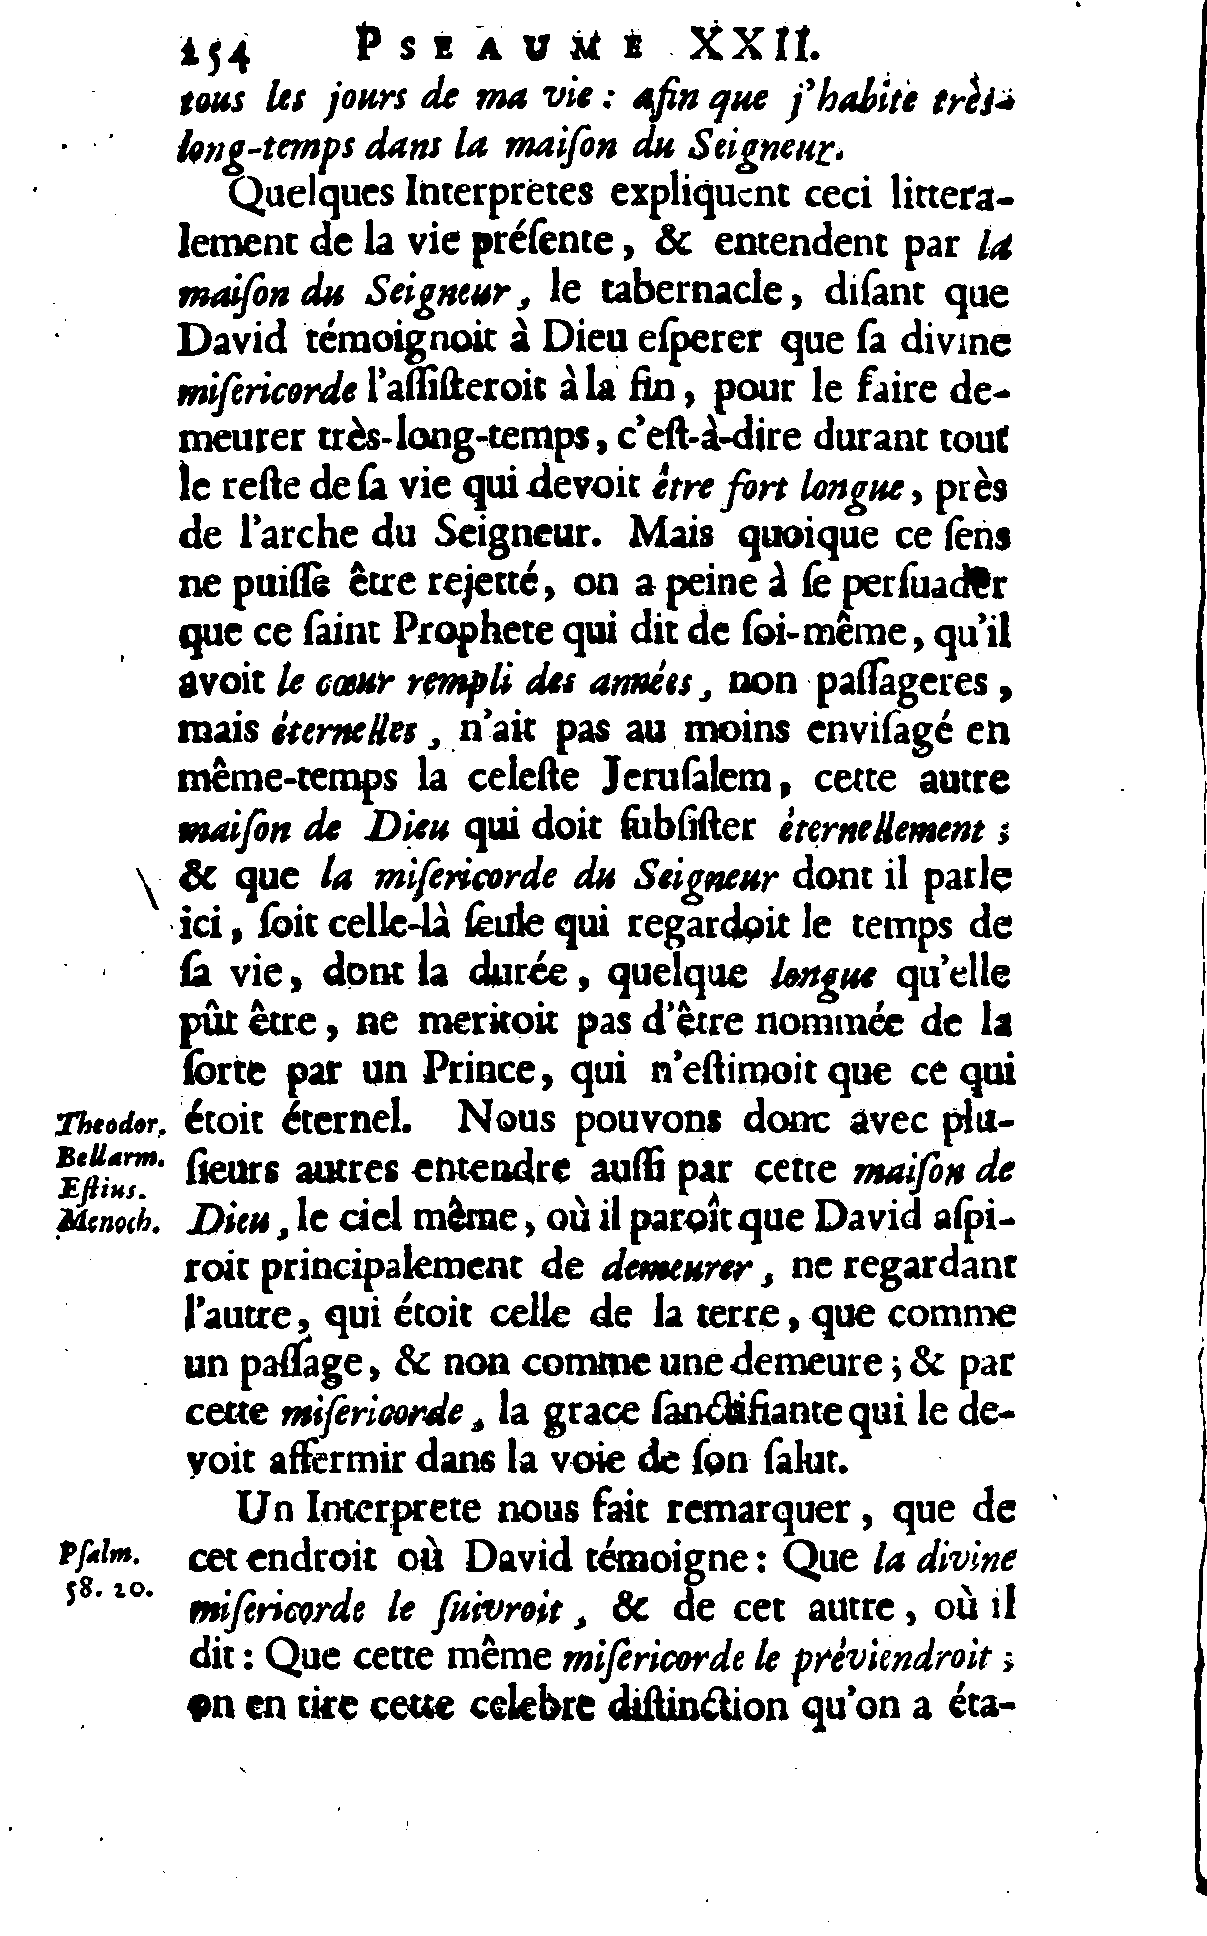 254 PSEAUME XXII.
tous les jours de ma vie : afin que j'habite très-
long-temps dans la maiſon du Seigneur.
Quelques Interpretes expliquent ceci littera-
lement de la vie préſente, & entendent par la
maiſon du Seigneur, le tabernacle, diſant que
David témoignoit à Dieu eſperer que ſa divine
miſericorde l'aſſiſteroit à la fin, pour le faire de-
meurer très-long-temps, c'eſt-à-dire durant tout
le reſte de ſa vie qui devoit être fort longue, près
de l'arche du Seigneur. Mais quoique ce ſens
ne puiſſe être rejetté, on a peine à ſe perſuader
que ce ſaint Prophete qui dit de ſoi-même, qu'il
avoit le cœur rempli des années, non paſſageres,
mais éternelles, n'ait pas au moins enviſagé en
même-temps la celeſte Jeruſalem, cette autre
maiſon de Dieu qui doit ſubſiſter éternellement ;
& que la miſericorde du Seigneur dont il parle
ici, ſoit celle-là ſeule qui regardoit le temps de
ſa vie, dont la durée, quelque longue qu'elle
pût être, ne meritoit pas d'être nommée de la
ſorte par un Prince, qui n'eſtimoit que ce qui
étoit éternel. Nous pouvons donc avec plu-
ſieurs autres entendre auſſi par cette maiſon de
Dieu, le ciel même, où il paroît que David aſpi-
roit principalement de demeurer, ne regardant
l'autre, qui étoit celle de la terre, que comme
un paſſage, & non comme une demeure ; & par
cette miſericorde, la grace ſanctifiante qui le de-
voit affermir dans la voie de ſon ſalut.
Theodor.
Bellarm.
Eſtius.
Menoch.
Un Interprete nous fait remarquer, que de
cet endroit où David témoigne : Que la divine
miſericorde le ſuivroit, & de cet autre, où il
dit : Que cette même miſericorde le préviendroit ;
on en tire cette celebre diſtinction qu'on a éta-
Pſalm.
58. 20.